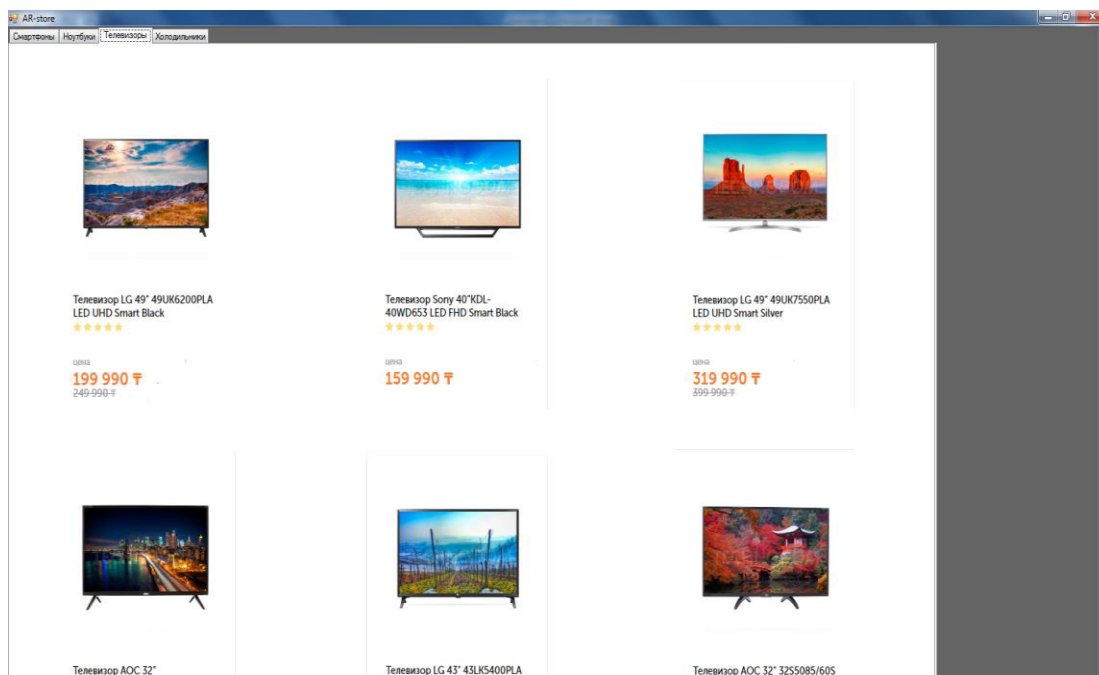 AR-store
Смартфоны Ноутбуки Телевизоры Холодильники
Телевизор LG 49" 49UK6200PLA
LED UHD Smart Black
цена
199 990 ₸
249 990 ₸
Телевизор Sony 40"KDL-
40WD653 LED FHD Smart Black
цена
159 990 ₸
Телевизор LG 49" 49UK7550PLA
LED UHD Smart Silver
цена
319 990 ₸
399 990 ₸
Телевизор AOC 32"
Телевизор LG 43" 43LK5400PLA
Телевизор AOC 32" 32S5085/60S